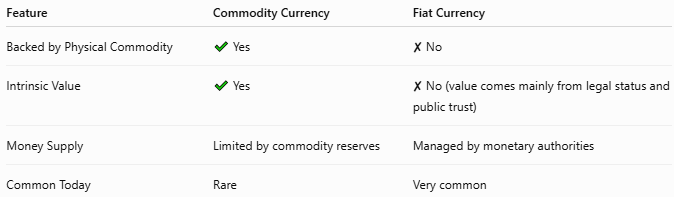 Feature Commodity Currency Fiat Currency
Backed by Physical Commodity ✔ Yes ✗ No
Intrinsic Value ✔ Yes ✗ No (value comes mainly from legal status and
public trust)
Money Supply Limited by commodity reserves Managed by monetary authorities
Common Today Rare Very common